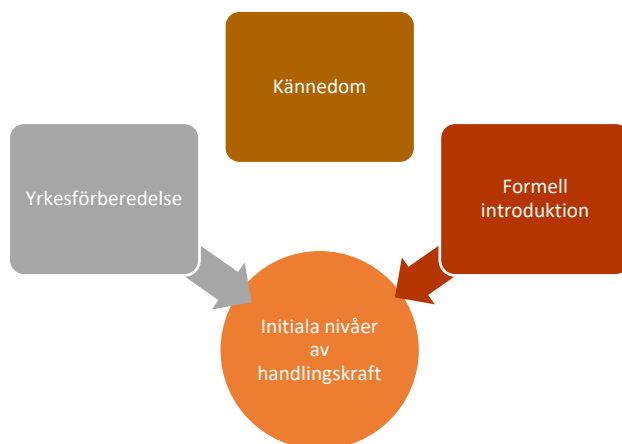 Kännedom
Yrkesförberedelse
Formell
introduktion
Initiala nivåer
av
handlingskraft